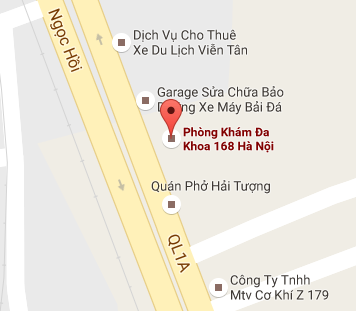 Ngọc Hồi
Dịch Vụ Cho Thuê
Xe Du Lịch Viễn Tân
Garage Sửa Chữa Bảo
Xe Máy Bải Đá
Phòng Khám Đa
Khoa 168 Hà Nội
Quán Phở Hải Tượng
QL1A
Công Ty Tnhh
Mtv Cơ Khí Z 179